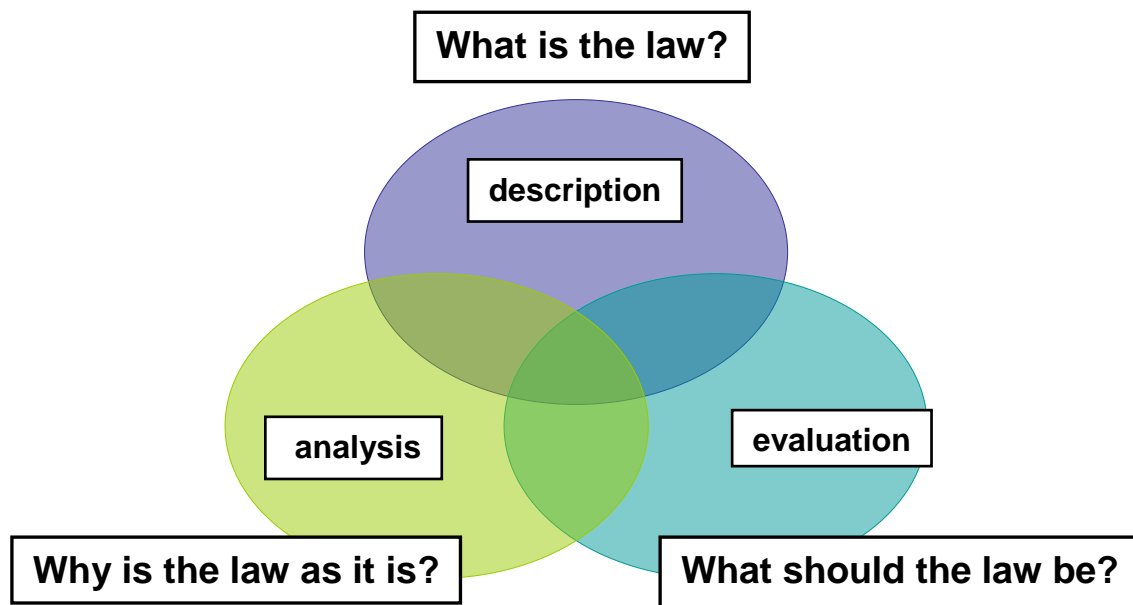 What is the law?
description
analysis
evaluation
Why is the law as it is?
What should the law be?